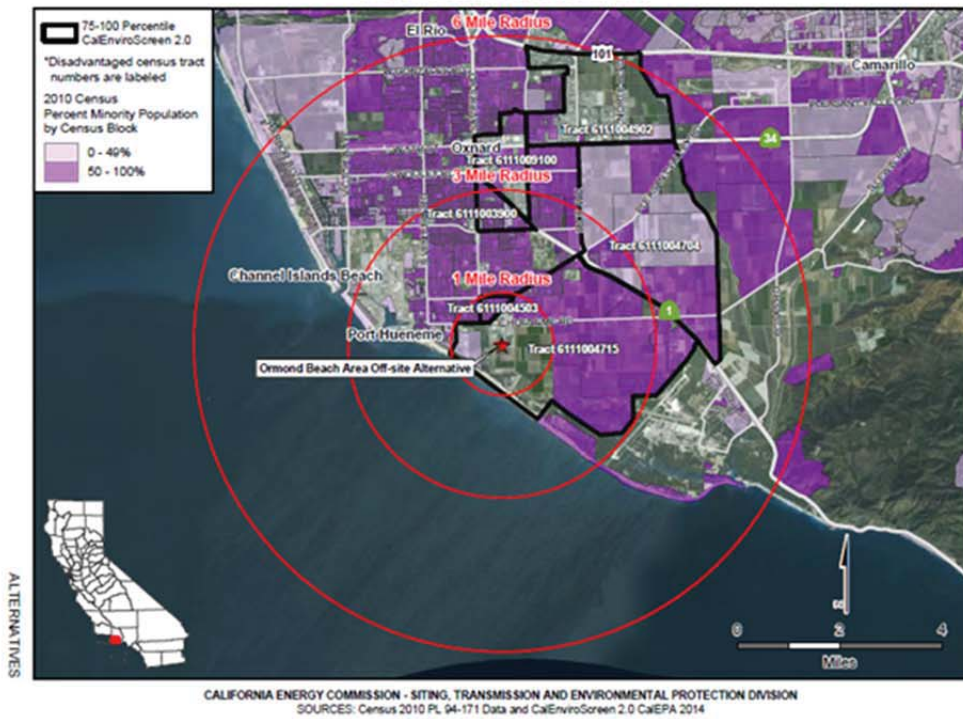 75-100 Percentile
CalEnviroScreen 2.0
*Disadvantaged census tract
numbers are labeled
2010 Census
Percent Minority Population
by Census Block
0 - 49%
50 - 100%
6 Mile Radius
El Rio
101
Camarillo
Tract 6111004902
34
Oxnard
Tract 6111009100
3 Mile Radius
Tract 6111003900
Tract 6111004704
Channel Islands Beach
1 Mile Radius
Tract 6111004503
1
Port Hueneme
Tract 6111004715
Ormond Beach Area Off-site Alternative
N
0 2 4
Miles
ALTERNATIVES
CALIFORNIA ENERGY COMMISSION - SITING, TRANSMISSION AND ENVIRONMENTAL PROTECTION DIVISION
SOURCES: Census 2010 PL 94-171 Data and CalEnviroScreen 2.0 CalEPA 2014